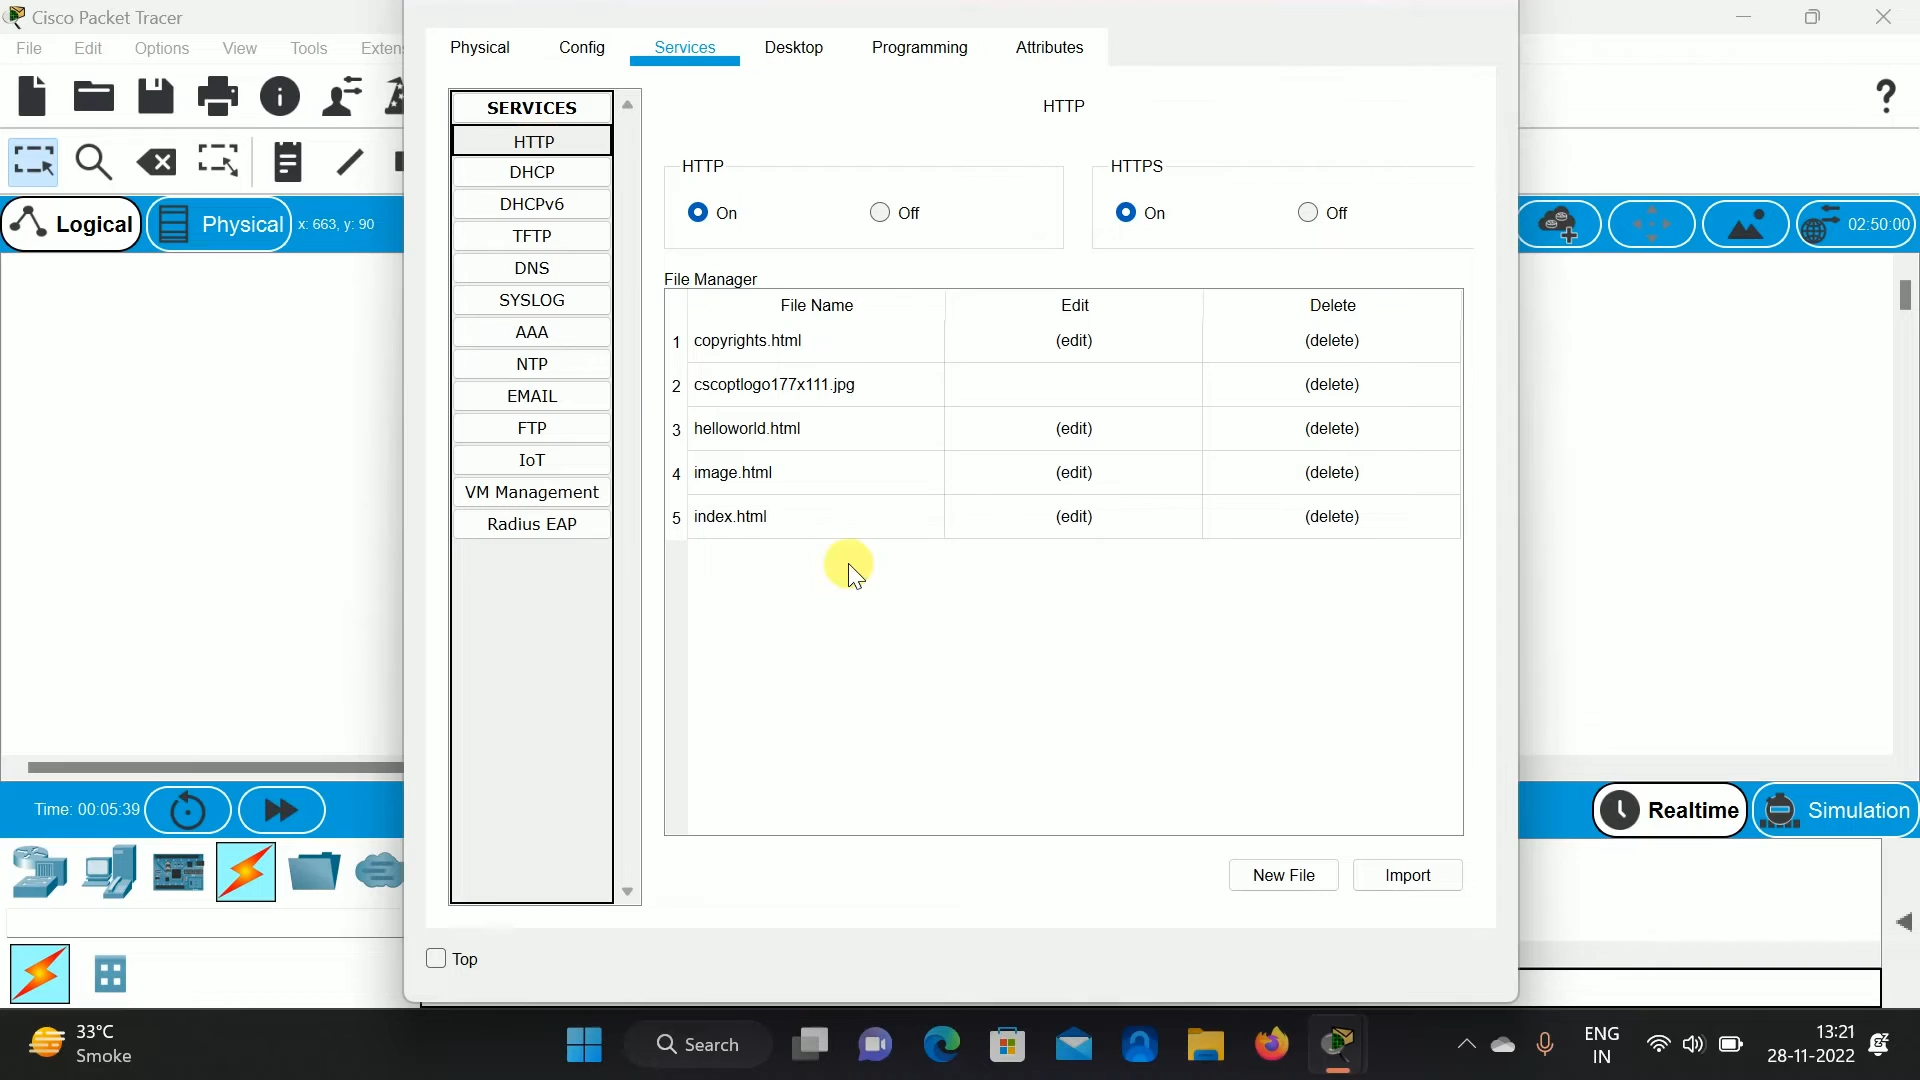 Cisco Packet Tracer
File Edit Options View Tools Exten
Physical Config Services Desktop Programming Attributes
Logical
Physical
x: 663, y: 90
02:50:00
SERVICES
HTTP
DHCP
DHCPv6
TFTP
DNS
SYSLOG
AAA
NTP
EMAIL
FTP
IoT
VM Management
Radius EAP
HTTP
HTTP
On Off
HTTPS
On Off
File Manager
File Name Edit Delete
1 copyrights.html (edit) (delete)
2 cscoptlogo177x111.jpg (delete)
3 helloworld.html (edit) (delete)
4 image.html (edit) (delete)
5 index.html (edit) (delete)
New File Import
Top
Time: 00:05:39
Realtime
Simulation
33°C
Smoke
Search
ENG
IN
13:21
28-11-2022